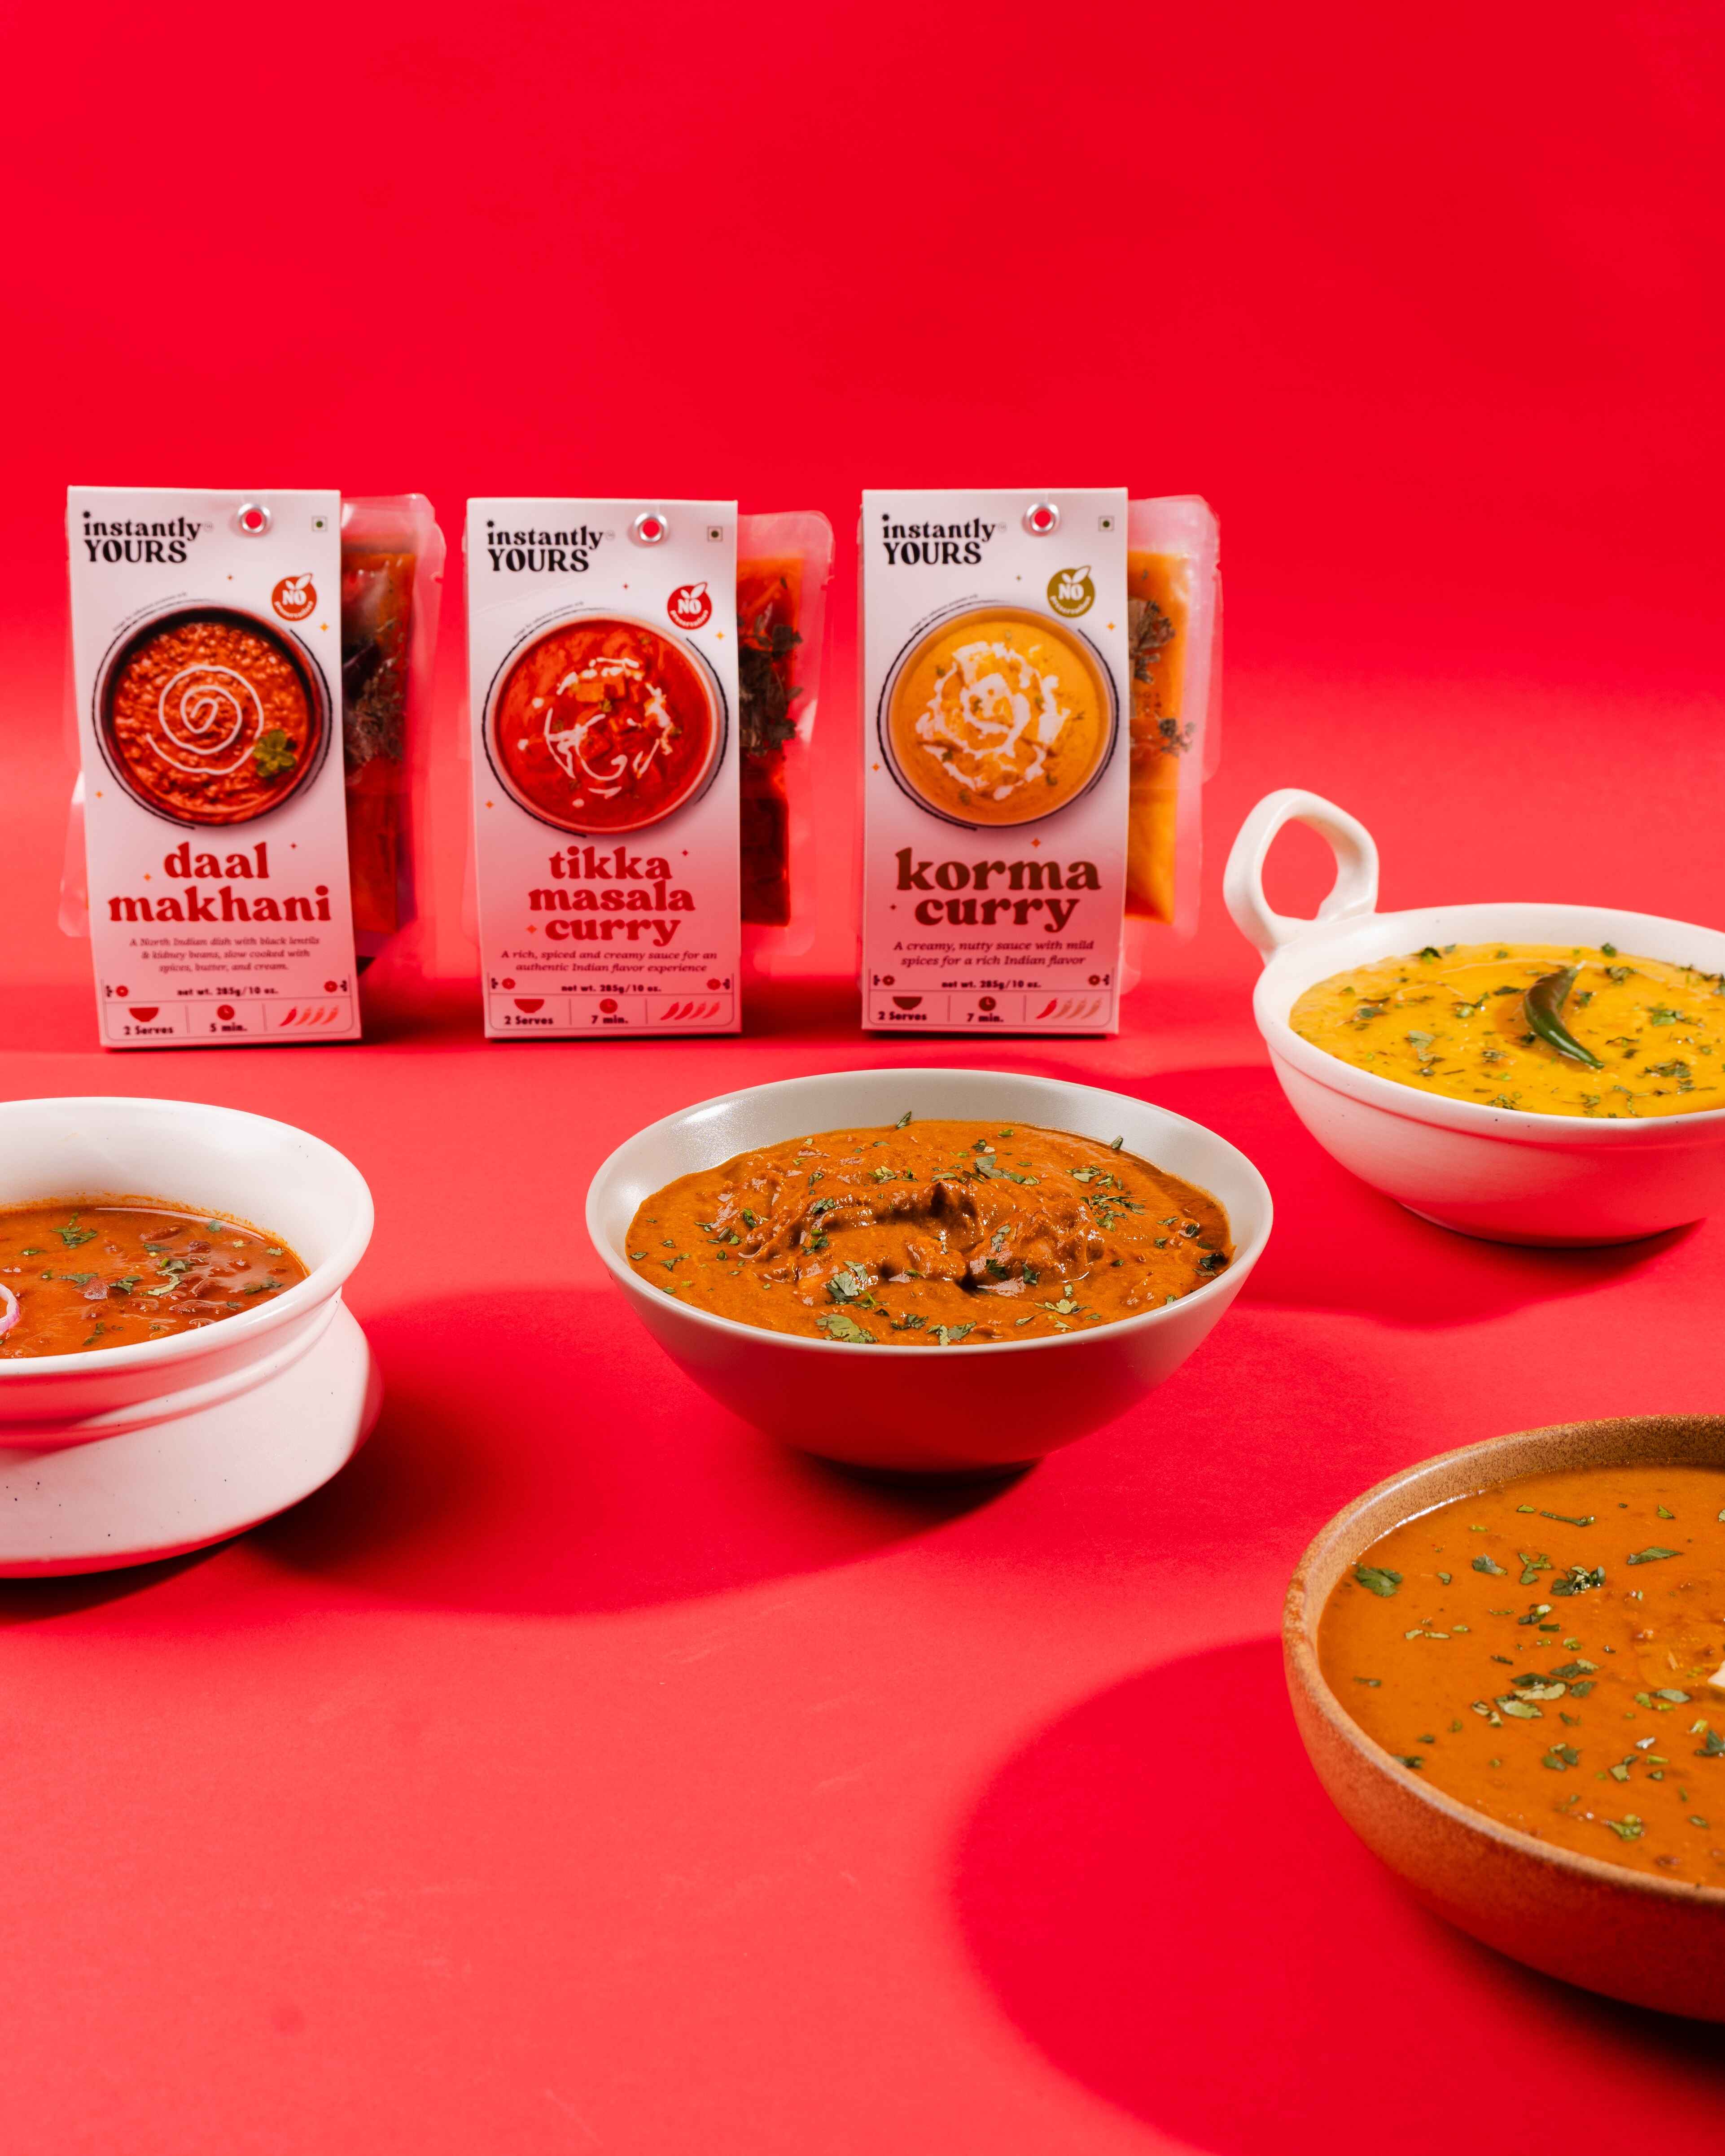 instantly
YOURS
NO
daal
makhani
A North Indian dish with black lentils
& kidney beans, slow cooked with
spices, butter, and cream.
net wt. 285g/10 oz.
2 Serves
5 min.
instantly
YOURS
NO
tikka
masala
curry
A rich, spiced and creamy sauce for an
authentic Indian flavor experience
net wt. 285g/10 oz.
2 Serves
7 min.
instantly
YOURS
NO
korma
curry
A creamy, nutty sauce with mild
spices for a rich Indian flavor
net wt. 285g/10 oz.
2 Serves
7 min.